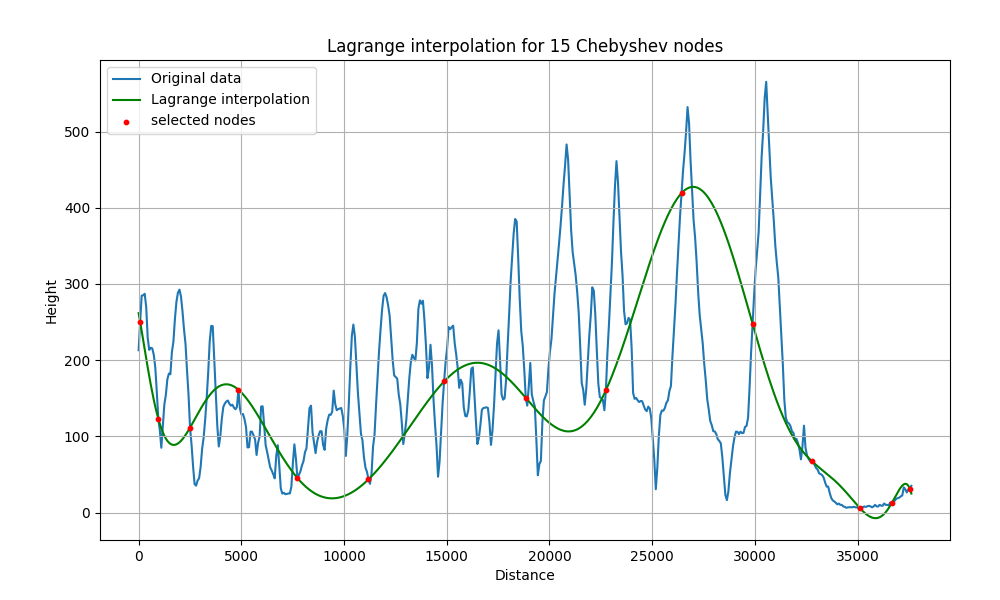 Lagrange interpolation for 15 Chebyshev nodes
Original data
Lagrange interpolation
selected nodes
500
400
300
200
100
0
Height
0 5000 10000 15000 20000 25000 30000 35000
Distance